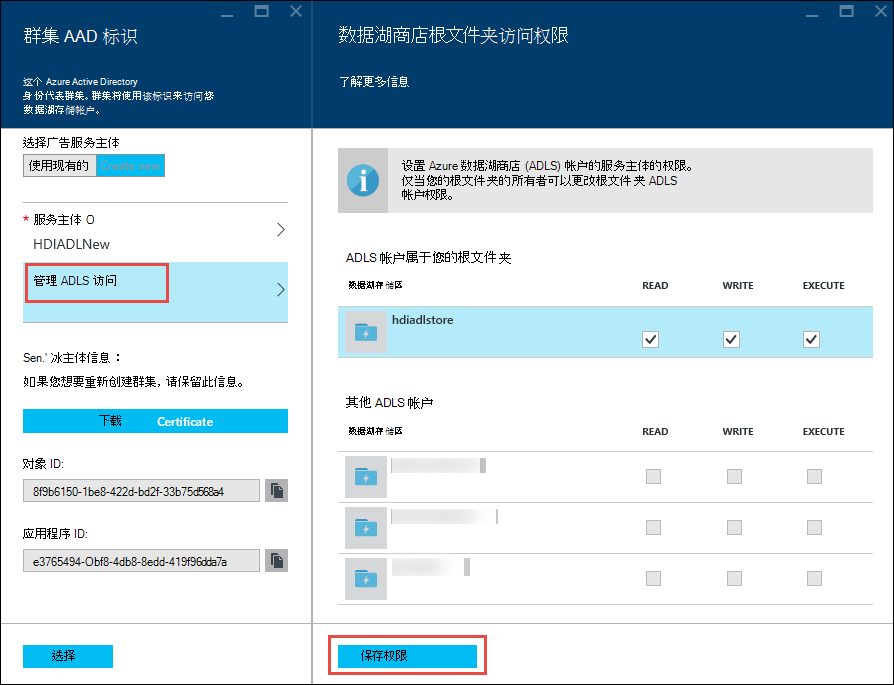 群集 AAD 标识
这个 Azure Active Directory
身份代表群集。群集将使用该标识来访问您
数据湖存储帐户。
选择广告服务主体
使用现有的 Create new
* 服务主体 O
HDIADLNew
管理 ADLS 访问
Sen.' 冰主体信息：
如果您想要重新创建群集，请保留此信息。
下载 Certificate
对象 ID:
8f9b6150-1be8-422d-bd2f-33b75d568a4
应用程序 ID:
e3765494-Obf8-4db8-8edd-419f96dda7a
选择
数据湖商店根文件夹访问权限
了解更多信息
设置 Azure 数据湖商店 (ADLS) 帐户的服务主体的权限。
仅当您的根文件夹的所有者可以更改根文件夹 ADLS
帐户权限。
ADLS 帐户属于您的根文件夹
数据湖存储区 READ WRITE EXECUTE
hdiadlstore
其他 ADLS 帐户
数据湖存储区 READ WRITE EXECUTE
保存权限